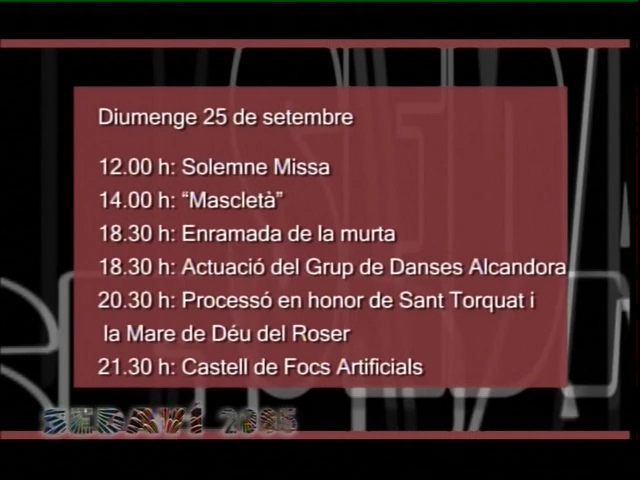 Diumenge 25 de setembre
12.00 h: Solemne Missa
14.00 h: “Mascletà”
18.30 h: Enramada de la murta
18.30 h: Actuació del Grup de Danses Alcandora
20.30 h: Processó en honor de Sant Torquat i
la Mare de Déu del Roser
21.30 h: Castell de Focs Artificials
SEDAVÍ 2005